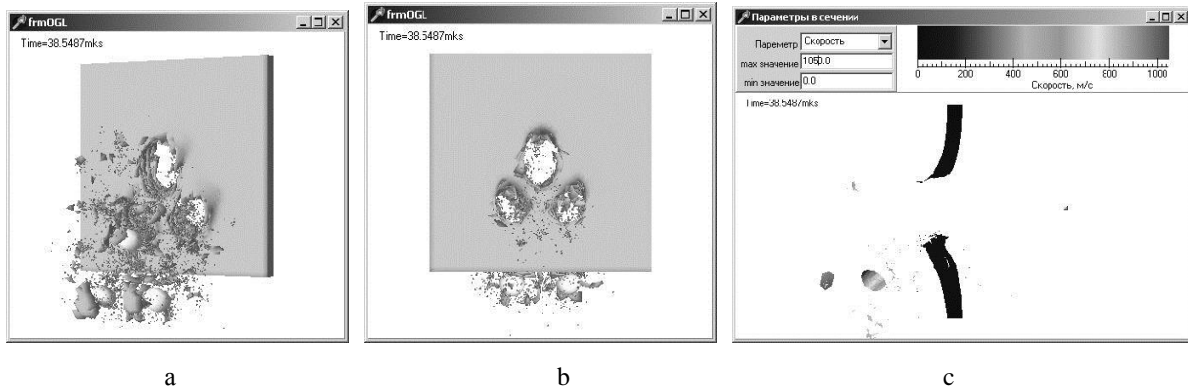 frmOGL
Time=38.5487mks
frmOGL
Time=38.5487mks
Параметры в сечении
Пареметр Скорость
max значение 1050.0
min значение 0.0
0 200 400 600 800 1000
Скорость, м/с
Time=38.5487mks
a
b
c